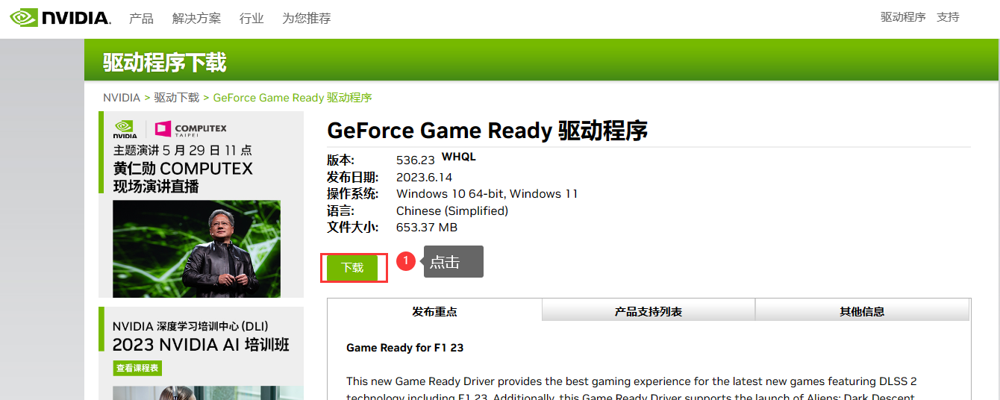 NVIDIA. 产品 解决方案 行业 为您推荐 驱动程序 支持
驱动程序下载
NVIDIA > 驱动下载 > GeForce Game Ready 驱动程序
NVIDIA COMPUTEX
TAIPEI
主题演讲 5 月 29 日 11 点
黄仁勋 COMPUTEX
现场演讲直播
NVIDIA 深度学习培训中心 (DLI)
2023 NVIDIA AI 培训班
查看课程表
GeForce Game Ready 驱动程序
版本: 536.23 WHQL
发布日期: 2023.6.14
操作系统: Windows 10 64-bit, Windows 11
语言: Chinese (Simplified)
文件大小: 653.37 MB
下载 1 点击
发布重点 产品支持列表 其他信息
Game Ready for F1 23
This new Game Ready Driver provides the best gaming experience for the latest new games featuring DLSS 2
technology including F1 23. Additionally, this Game Ready Driver supports the launch of Aliens: Dark Descent